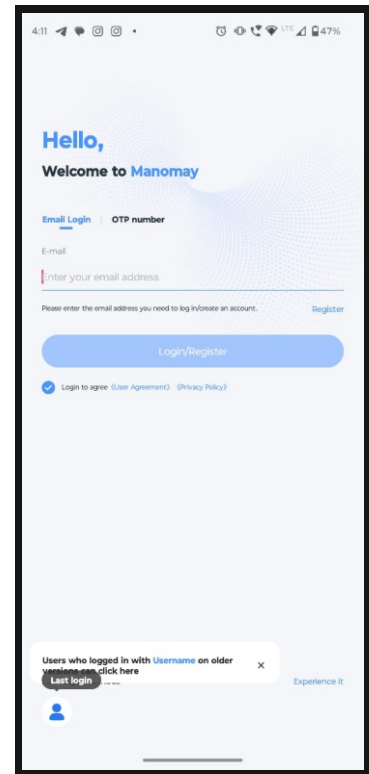 4:11
LTE
47%
Hello,
Welcome to Manomay
Email Login | OTP number
E-mail
Enter your email address
Please enter the email address you need to log in/create an account. Register
Login/Register
Login to agree 《User Agreement》 《Privacy Policy》
Users who logged in with Username on older
versions can click here
Last login
Experience it